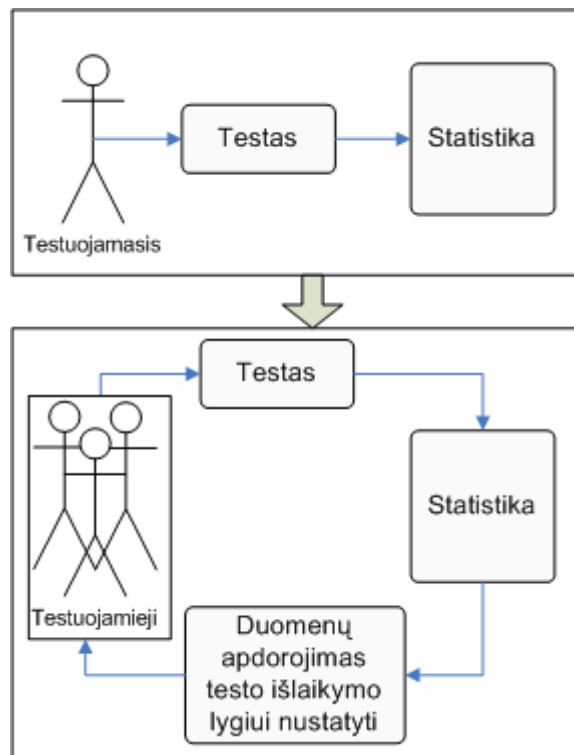 Testas
Statistika
Testuojamasis
Testas
Statistika
Testuojamieji
Duomenų
apdorojimas
testo išlaikymo
lygiui nustatyti